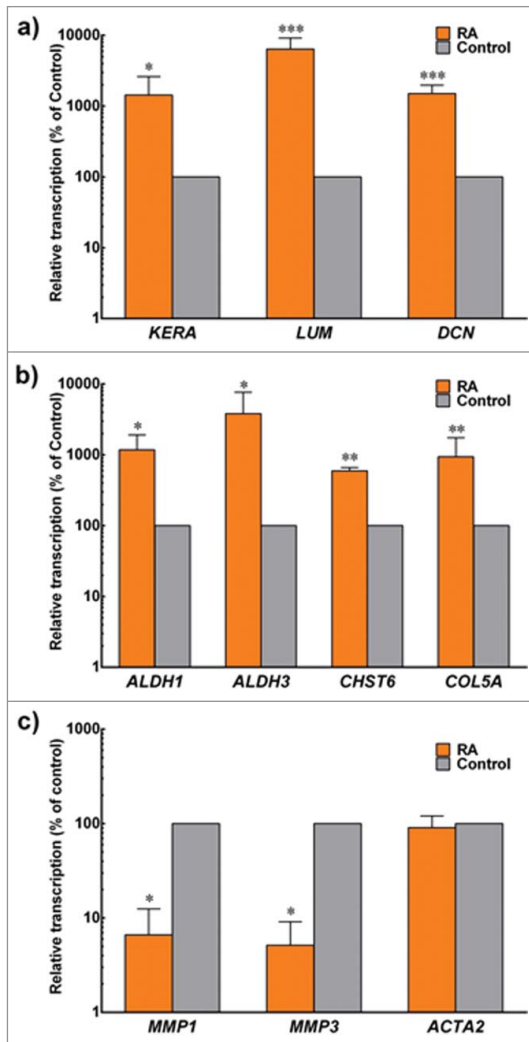 a)
Relative transcription (% of Control)
10000
1000
100
10
1
RA
Control
*
***
***
KERA LUM DCN
b)
Relative transcription (% of Control)
10000
1000
100
10
1
RA
Control
*
*
**
**
ALDH1 ALDH3 CHST6 COL5A
c)
Relative transcription (% of control)
1000
100
10
1
RA
Control
*
*
MMP1 MMP3 ACTA2